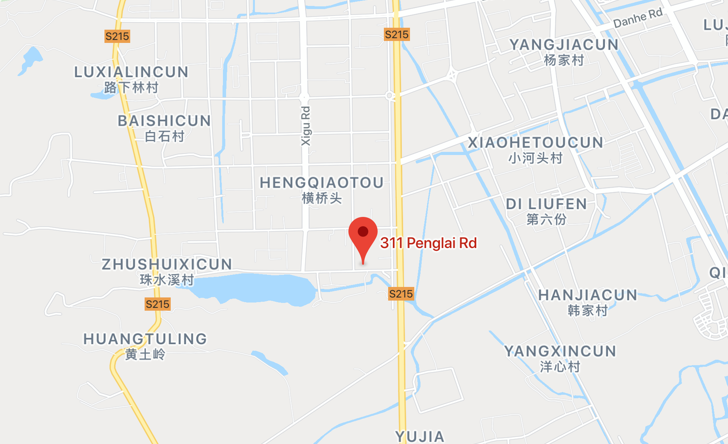 Danhe Rd
LUJ
S215
S215
YANGJIACUN
杨家村
LUXIALINCUN
路下林村
DA
BAISHICUN
白石村
Xigu Rd
XIAOHETOUCUN
小河头村
HENGQIAOTOU
横桥头
DI LIUFEN
第六份
311 Penglai Rd
ZHUSHUIXICUN
珠水溪村
QI
S215
S215
HANJIACUN
韩家村
HUANGTULING
黄土岭
YANGXINCUN
洋心村
YUJIA